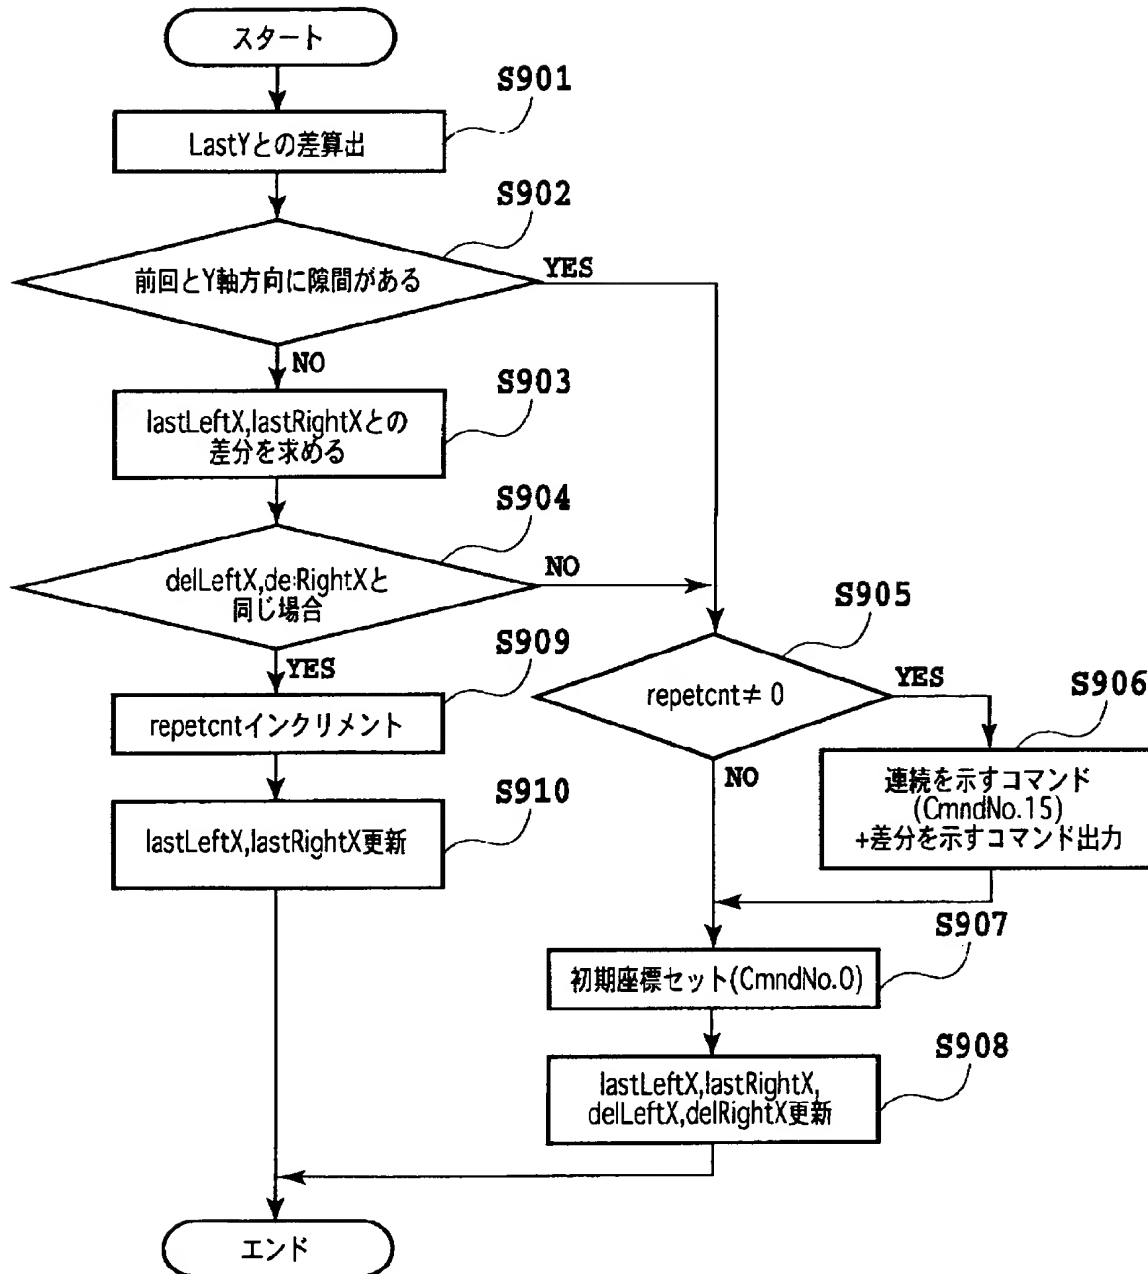 スタート
S901
LastYとの差算出
S902
前回とY軸方向に隙間がある
YES
NO
S903
lastLeftX,lastRightXとの
差分を求める
S904
delLeftX,de:RightXと
同じ場合
NO
YES
S909
repetcntインクリメント
S910
lastLeftX,lastRightX更新
S905
repetcnt≠0
YES
NO
S906
連続を示すコマンド
(CmndNo.15)
+差分を示すコマンド出力
S907
初期座標セット(CmndNo.0)
S908
lastLeftX,lastRightX,
delLeftX,delRightX更新
エンド